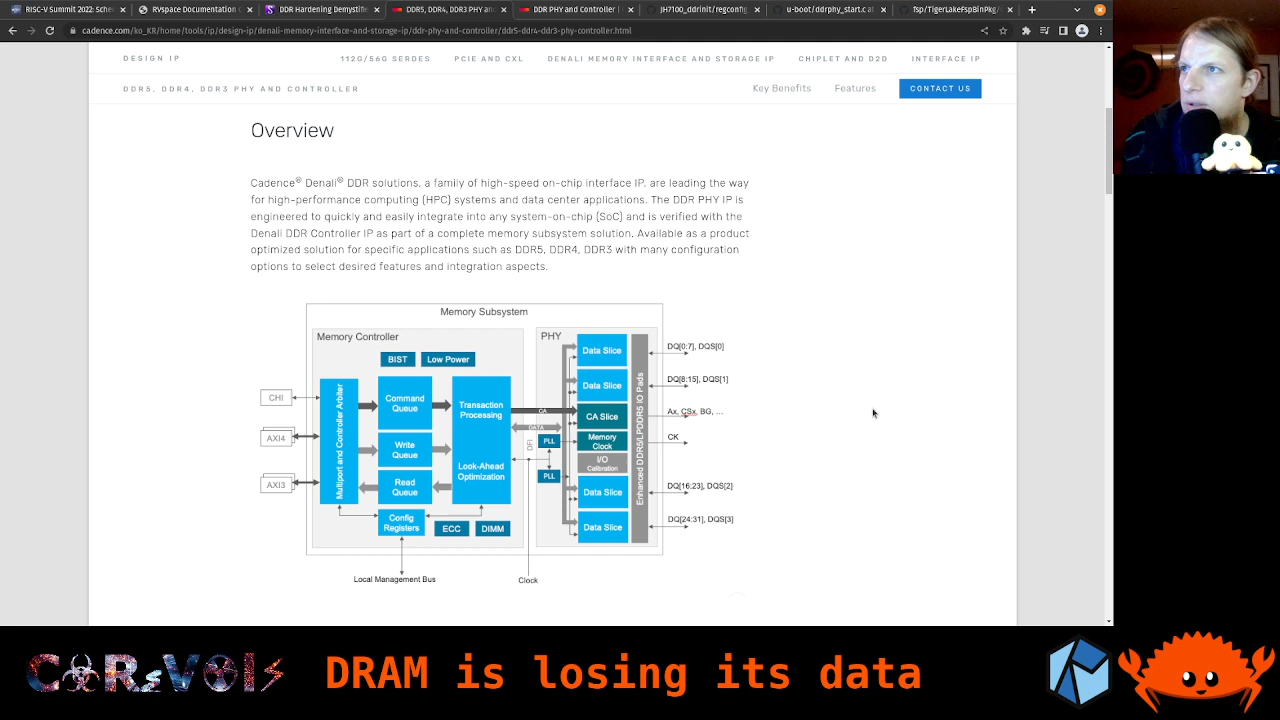 RISC-V Summit 2022: Sche
RVspace Documentation C
DDR Hardening Demystifie
DDR5, DDR4, DDR3 PHY an
DDR PHY and Controller |
JH7100_ddrinit/regconfig
u-boot/ddrphy_start.c at
fsp/TigerLakeFspBinPkg/C
cadence.com/ko_KR/home/tools/ip/design-ip/denali-memory-interface-and-storage-ip/ddr-phy-and-controller/ddr5-ddr4-ddr3-phy-controller.html
DESIGN IP
112G/56G SERDES
PCIE AND CXL
DENALI MEMORY INTERFACE AND STORAGE IP
CHIPLET AND D2D
INTERFACE IP
DDR5, DDR4, DDR3 PHY AND CONTROLLER
Key Benefits
Features
CONTACT US
Overview
Cadence® Denali® DDR solutions, a family of high-speed on-chip interface IP, are leading the way
for high-performance computing (HPC) systems and data center applications. The DDR PHY IP is
engineered to quickly and easily integrate into any system-on-chip (SoC) and is verified with the
Denali DDR Controller IP as part of a complete memory subsystem solution. Available as a product
optimized solution for specific applications such as DDR5, DDR4, DDR3 with many configuration
options to select desired features and integration aspects.
Memory Subsystem
Memory Controller
PHY
BIST
Low Power
CHI
AXI4
AXI3
Multiport and Controller Arbiter
Command
Queue
Write
Queue
Read
Queue
Config
Registers
Transaction
Processing
Look-Ahead
Optimization
ECC
DIMM
CA
DATA
DFI
PLL
PLL
Data Slice
Data Slice
CA Slice
Memory
Clock
I/O
Calibration
Data Slice
Data Slice
Enhanced DDR5/LPDDR5 IO Pads
DQ[0:7], DQS[0]
DQ[8:15], DQS[1]
Ax, CSx, BG, ...
CK
DQ[16:23], DQS[2]
DQ[24:31], DQS[3]
Local Management Bus
Clock
DRAM is losing its data